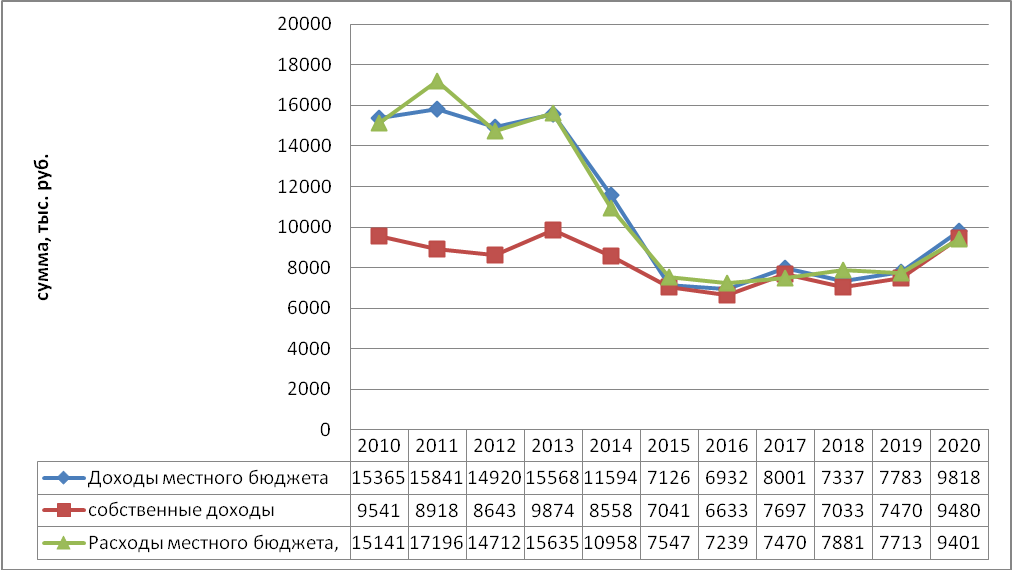 сумма, тыс. руб.
20000
18000
16000
14000
12000
10000
8000
6000
4000
2000
0
2010 2011 2012 2013 2014 2015 2016 2017 2018 2019 2020
Доходы местного бюджета 15365 15841 14920 15568 11594 7126 6932 8001 7337 7783 9818
собственные доходы 9541 8918 8643 9874 8558 7041 6633 7697 7033 7470 9480
Расходы местного бюджета, 15141 17196 14712 15635 10958 7547 7239 7470 7881 7713 9401